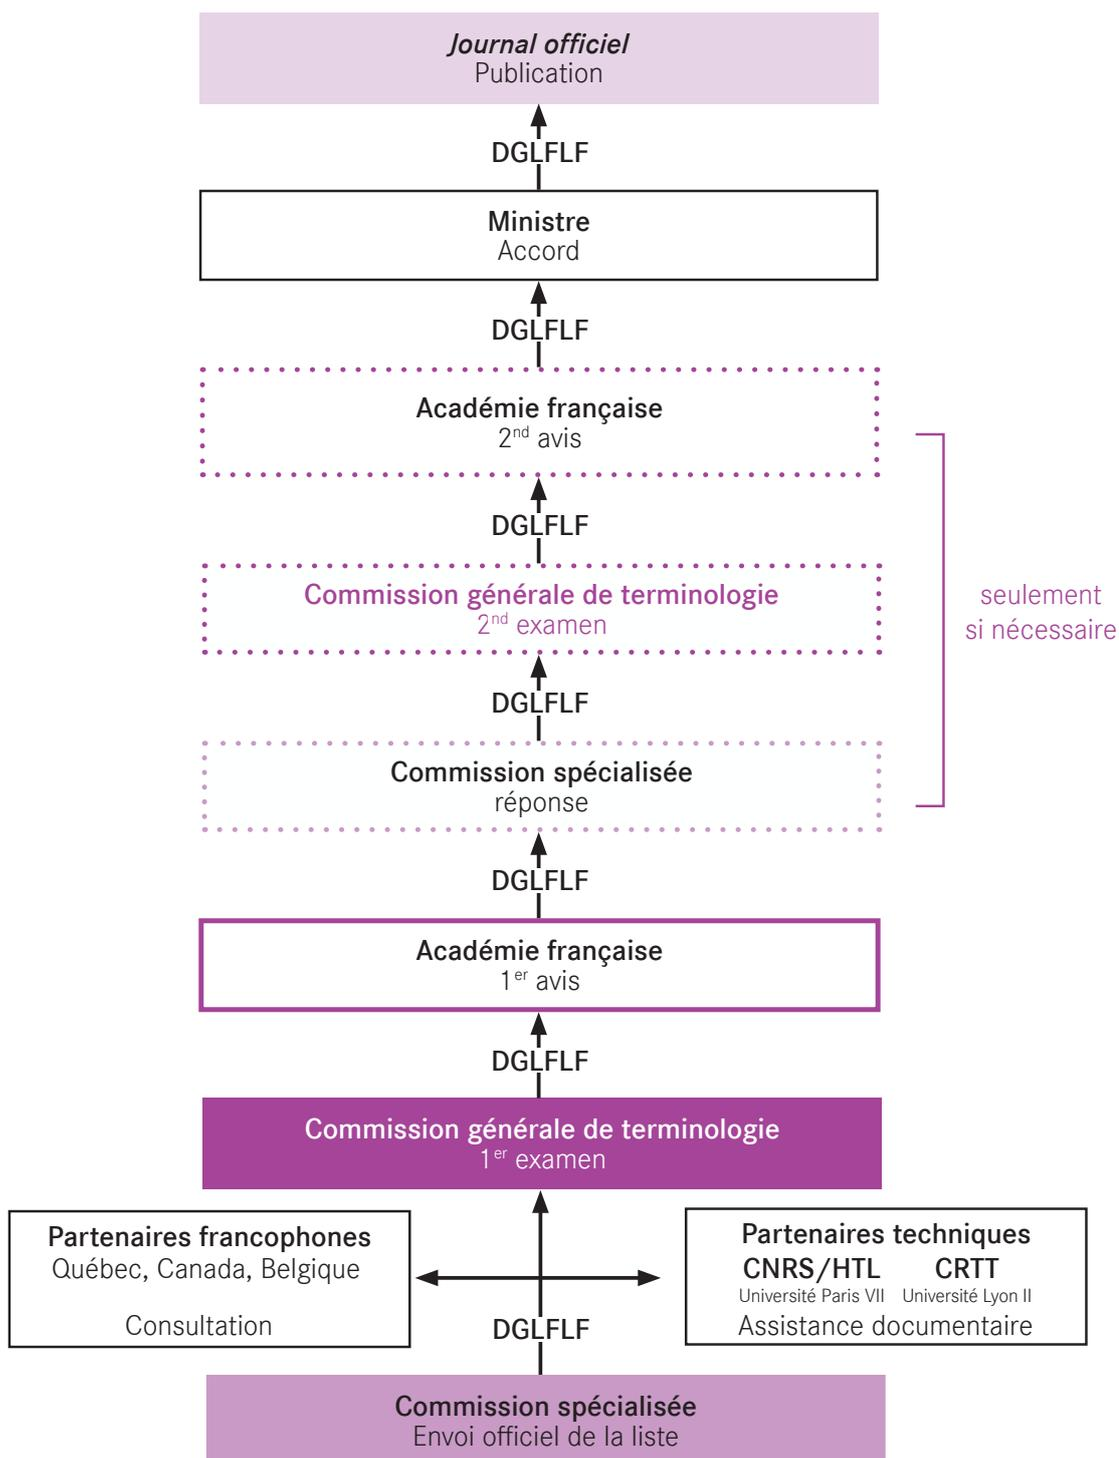 Journal officiel
Publication
DGLFLF
Ministre
Accord
DGLFLF
Académie française
2nd avis
DGLFLF
Commission générale de terminologie
2nd examen
seulement
si nécessaire
DGLFLF
Commission spécialisée
réponse
DGLFLF
Académie française
1er avis
DGLFLF
Commission générale de terminologie
1er examen
Partenaires francophones
Québec, Canada, Belgique
Consultation
Partenaires techniques
CNRS/HTL CRTT
Université Paris VII Université Lyon II
Assistance documentaire
DGLFLF
Commission spécialisée
Envoi officiel de la liste